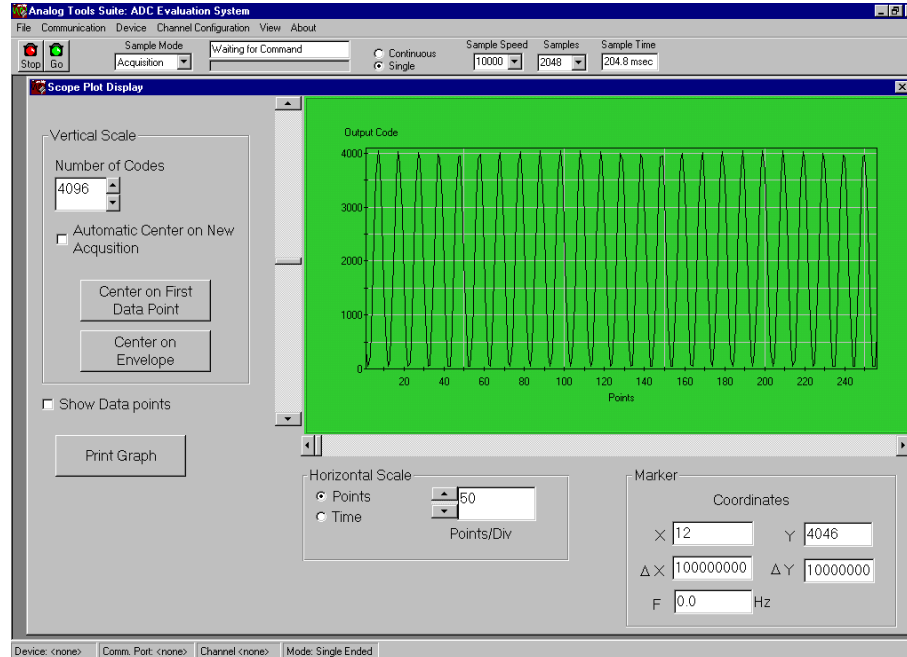 Analog Tools Suite: ADC Evaluation System
File Communication Device Channel Configuration View About
Stop Go
Sample Mode
Acquisition
Waiting for Command
Continuous
Single
Sample Speed
10000
Samples
2048
Sample Time
204.8 msec
Scope Plot Display
Vertical Scale
Number of Codes
4096
Automatic Center on New
Acqusition
Center on First
Data Point
Center on
Envelope
Show Data points
Print Graph
Output Code
4000
3000
2000
1000
0
20 40 60 80 100 120 140 160 180 200 220 240
Points
Horizontal Scale
Points
Time
50
Points/Div
Marker
Coordinates
X 12 Y 4046
ΔX 100000000 ΔY 10000000
F 0.0 Hz
Device: <none> Comm. Port: <none> Channel <none> Mode: Single Ended